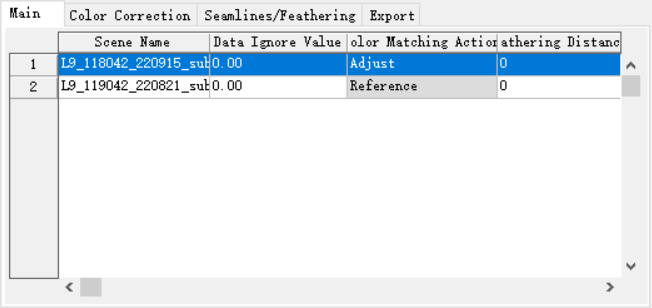 Main Color Correction Seamlines/Feathering Export
Scene Name Data Ignore Value olor Matching Action athering Distanc
1 L9_118042_220915_sub 0.00 Adjust 0
2 L9_119042_220821_sub 0.00 Reference 0